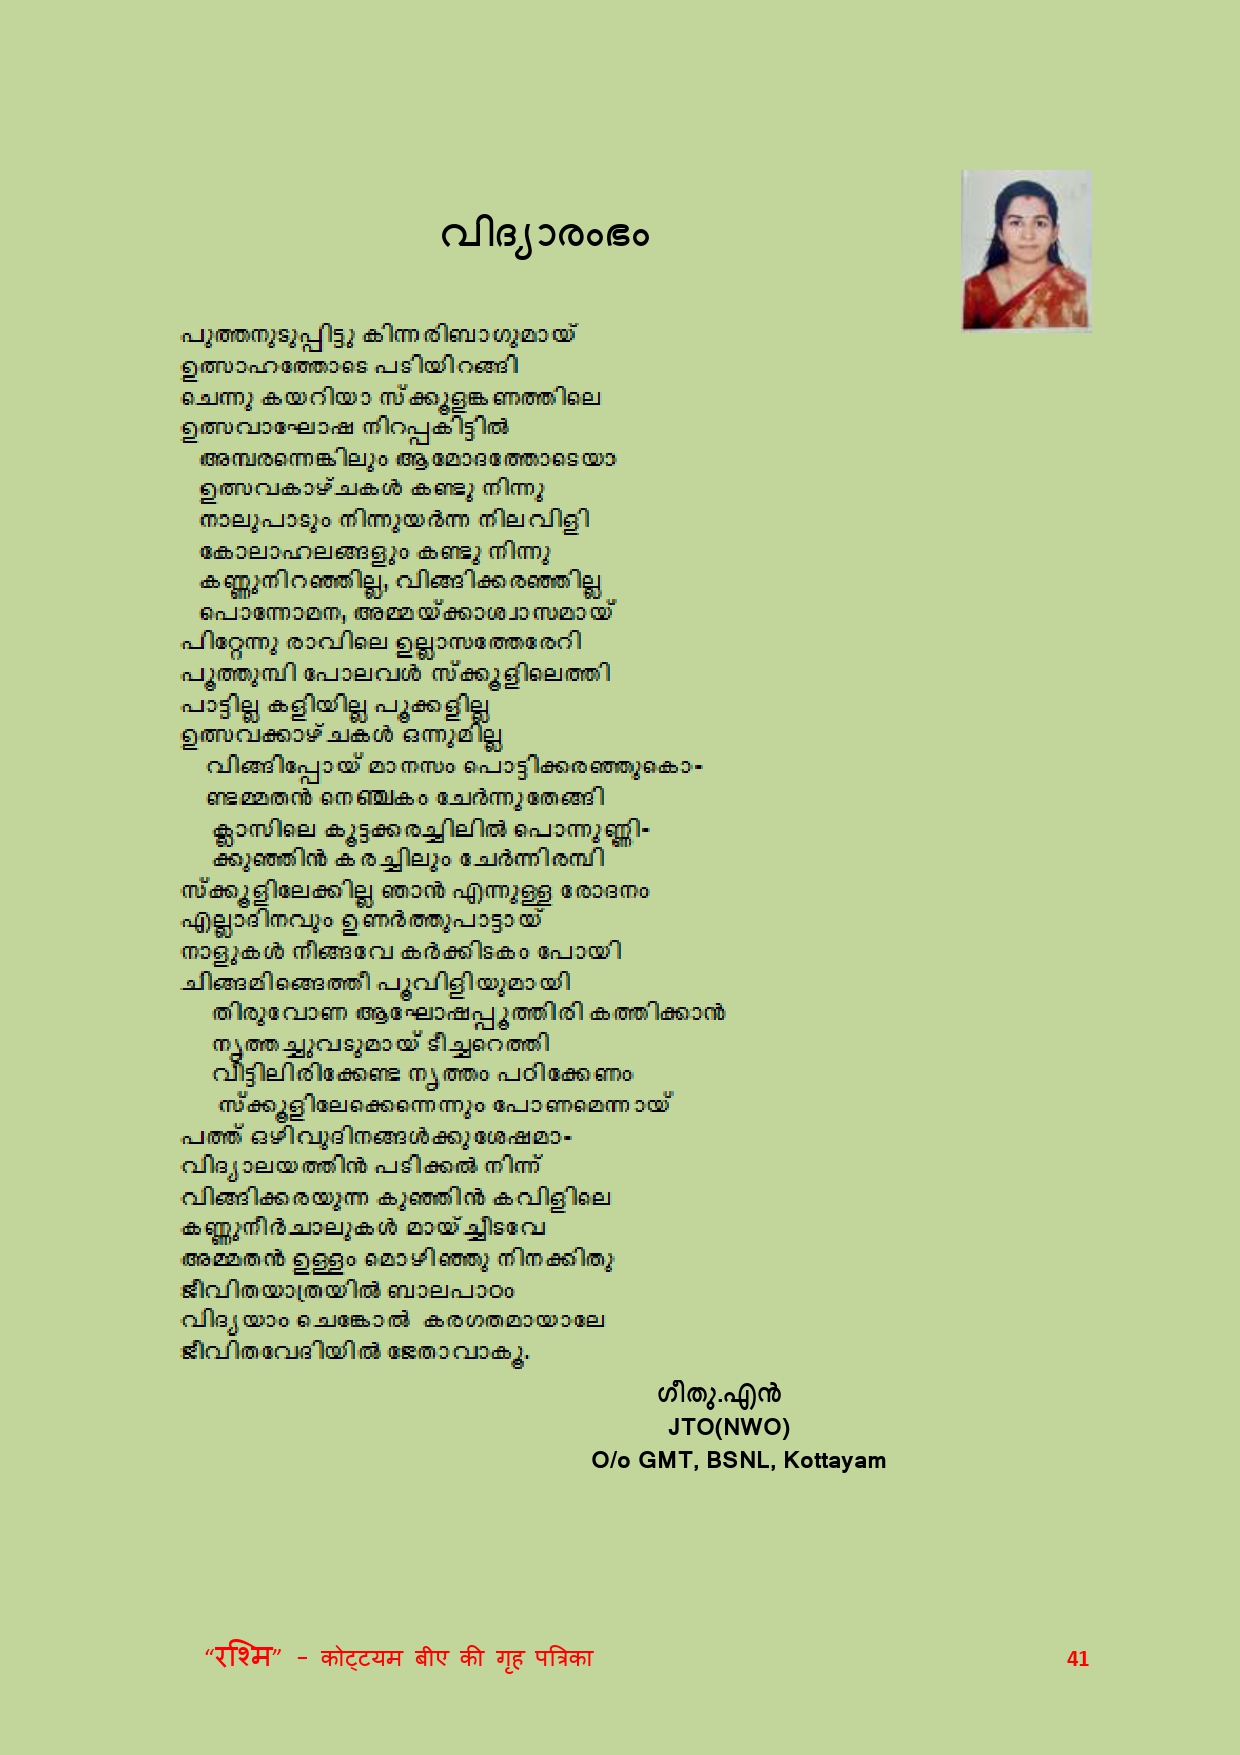 വിദ്യാരംഭം
പുത്തനുടുപ്പിട്ടു കിന്നരിബാഗുമായ്
ഉത്സാഹത്തോടെ പടിയിറങ്ങി
ചെന്നു കയറിയാ സ്ക്കൂളങ്കണത്തിലെ
ഉത്സവാഘോഷ നിറപ്പകിട്ടിൽ
അമ്പരന്നെങ്കിലും ആമോദത്തോടെയാ
ഉത്സവകാഴ്ചകൾ കണ്ടു നിന്നു
നാലുപാടും നിന്നുയർന്ന നിലവിളി
കോലാഹലങ്ങളും കണ്ടു നിന്നു
കണ്ണുനിറഞ്ഞില്ല, വിങ്ങിക്കരഞ്ഞില്ല
പൊന്നോമന, അമ്മയ്ക്കാശ്വാസമായ്
പിറ്റേന്നു രാവിലെ ഉല്ലാസത്തേരേറി
പൂത്തുമ്പി പോലവൾ സ്ക്കൂളിലെത്തി
പാട്ടില്ല കളിയില്ല പൂക്കളില്ല
ഉത്സവക്കാഴ്ചകൾ ഒന്നുമില്ല
വിങ്ങിപ്പോയ് മാനസം പൊട്ടിക്കരഞ്ഞുകൊ-
ണ്ടമ്മതൻ നെഞ്ചകം ചേർന്നുതേങ്ങി
ക്ലാസിലെ കൂട്ടക്കരച്ചിലിൽ പൊന്നുണ്ണി-
ക്കുഞ്ഞിൻ കരച്ചിലും ചേർന്നിരമ്പി
സ്ക്കൂളിലേക്കില്ല ഞാൻ എന്നുള്ള രോദനം
എല്ലാദിനവും ഉണർത്തുപാട്ടായ്
നാളുകൾ നീങ്ങവേ കർക്കിടകം പോയി
ചിങ്ങമിങ്ങെത്തീ പൂവിളിയുമായി
തിരുവോണ ആഘോഷപ്പൂത്തിരി കത്തിക്കാൻ
നൃത്തച്ചുവടുമായ് ടീച്ചറെത്തി
വീട്ടിലിരിക്കേണ്ട നൃത്തം പഠിക്കേണം
സ്ക്കൂളിലേക്കെന്നെന്നും പോണമെന്നായ്
പത്ത് ഒഴിവുദിനങ്ങൾക്കുശേഷമാ-
വിദ്യാലയത്തിൻ പടിക്കൽ നിന്ന്
വിങ്ങിക്കരയുന്ന കുഞ്ഞിൻ കവിളിലെ
കണ്ണുനീർചാലുകൾ മായ്ച്ചീടവേ
അമ്മതൻ ഉള്ളം മൊഴിഞ്ഞു നിനക്കിതു
ജീവിതയാത്രയിൽ ബാലപാഠം
വിദ്യയാം ചെങ്കോൽ കരഗതമായാലേ
ജീവിതവേദിയിൽ ജേതാവാകൂ.
ഗീതു.എൻ
JTO(NWO)
O/o GMT, BSNL, Kottayam
“रश्मि” - कोट्टयम बीए की गृह पत्रिका 41